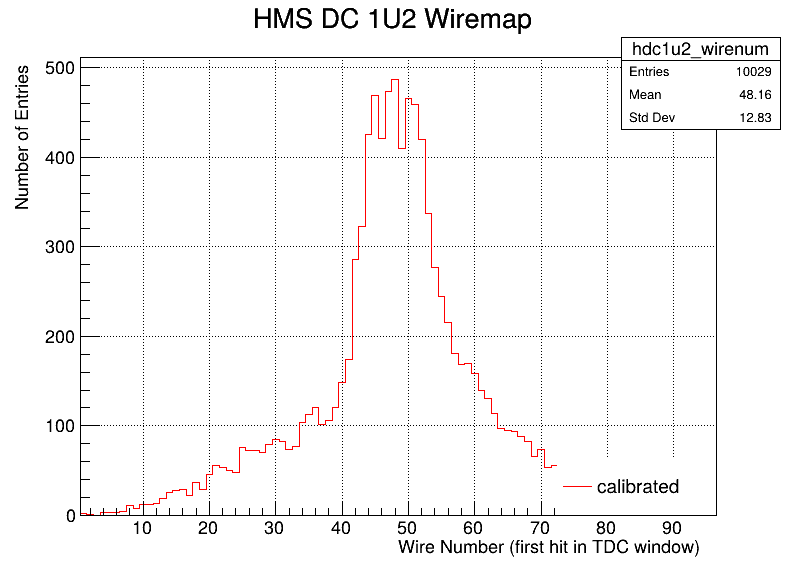 HMS DC 1U2 Wiremap
hdc1u2_wirenum
Entries 10029
Mean 48.16
Std Dev 12.83
Number of Entries
500
400
300
200
100
0
calibrated
10 20 30 40 50 60 70 80 90
Wire Number (first hit in TDC window)